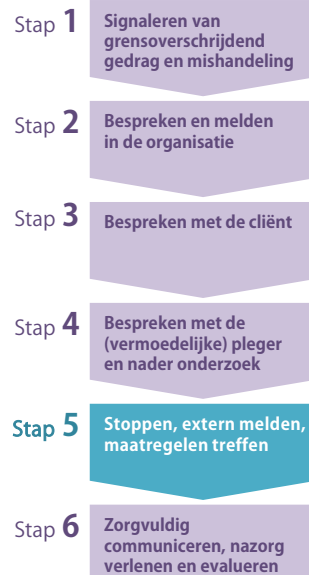 Stap 1
Signaleren van
grensoverschrijdend
gedrag en mishandeling
Stap 2
Bespreken en melden
in de organisatie
Stap 3
Bespreken met de cliënt
Stap 4
Bespreken met de
(vermoedelijke) pleger
en nader onderzoek
Stap 5
Stoppen, extern melden,
maatregelen treffen
Stap 6
Zorgvuldig
communiceren, nazorg
verlenen en evalueren